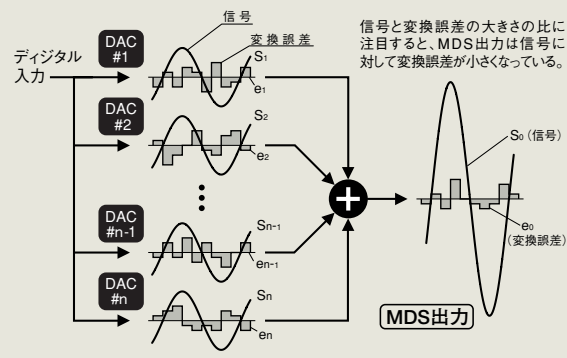 信号
変換誤差
信号と変換誤差の大きさの比に
注目すると、MDS出力は信号に
対して変換誤差が小さくなっている。
ディジタル
入力
DAC
#1
S1
e1
DAC
#2
S2
e2
DAC
#n-1
Sn-1
en-1
DAC
#n
Sn
en
+
S0(信号)
e0
(変換誤差)
MDS出力